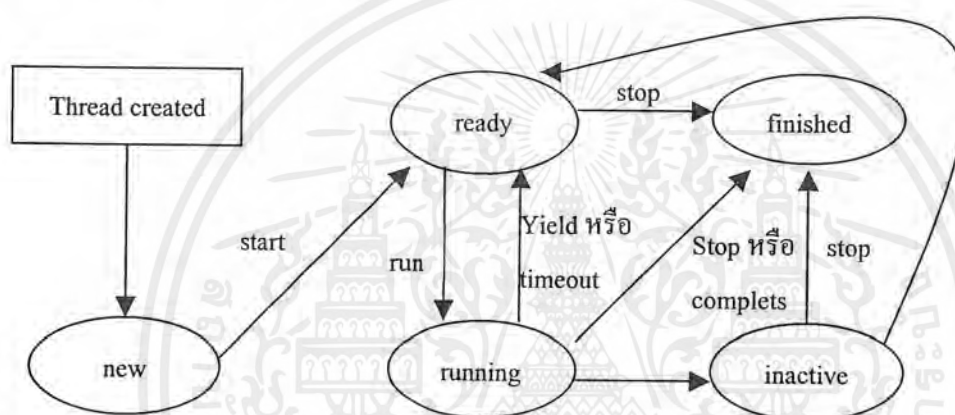 Thread created
ready
stop
finished
start
run
Yield หรือ
timeout
Stop หรือ
complets
stop
new
running
inactive